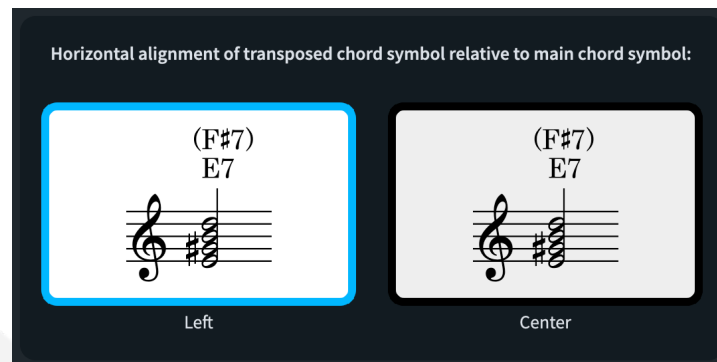 Horizontal alignment of transposed chord symbol relative to main chord symbol:
(F♯7)
E7
(F♯7)
E7
Left
Center